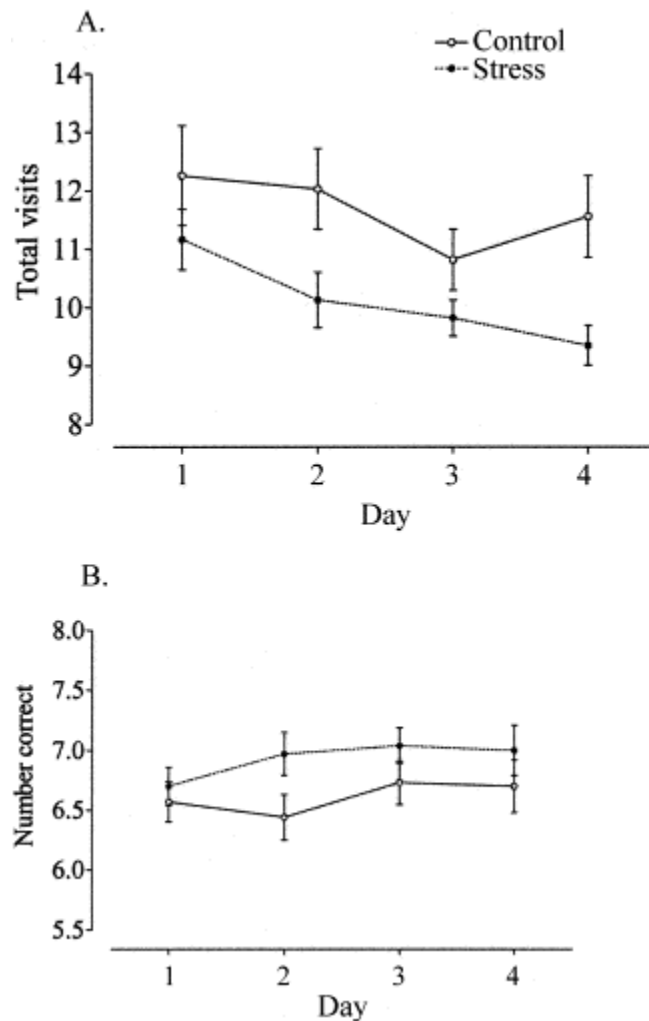 A.
Control
Stress
14
13
12
11
10
9
8
Total visits
1 2 3 4
Day
B.
8.0
7.5
7.0
6.5
6.0
5.5
Number correct
1 2 3 4
Day